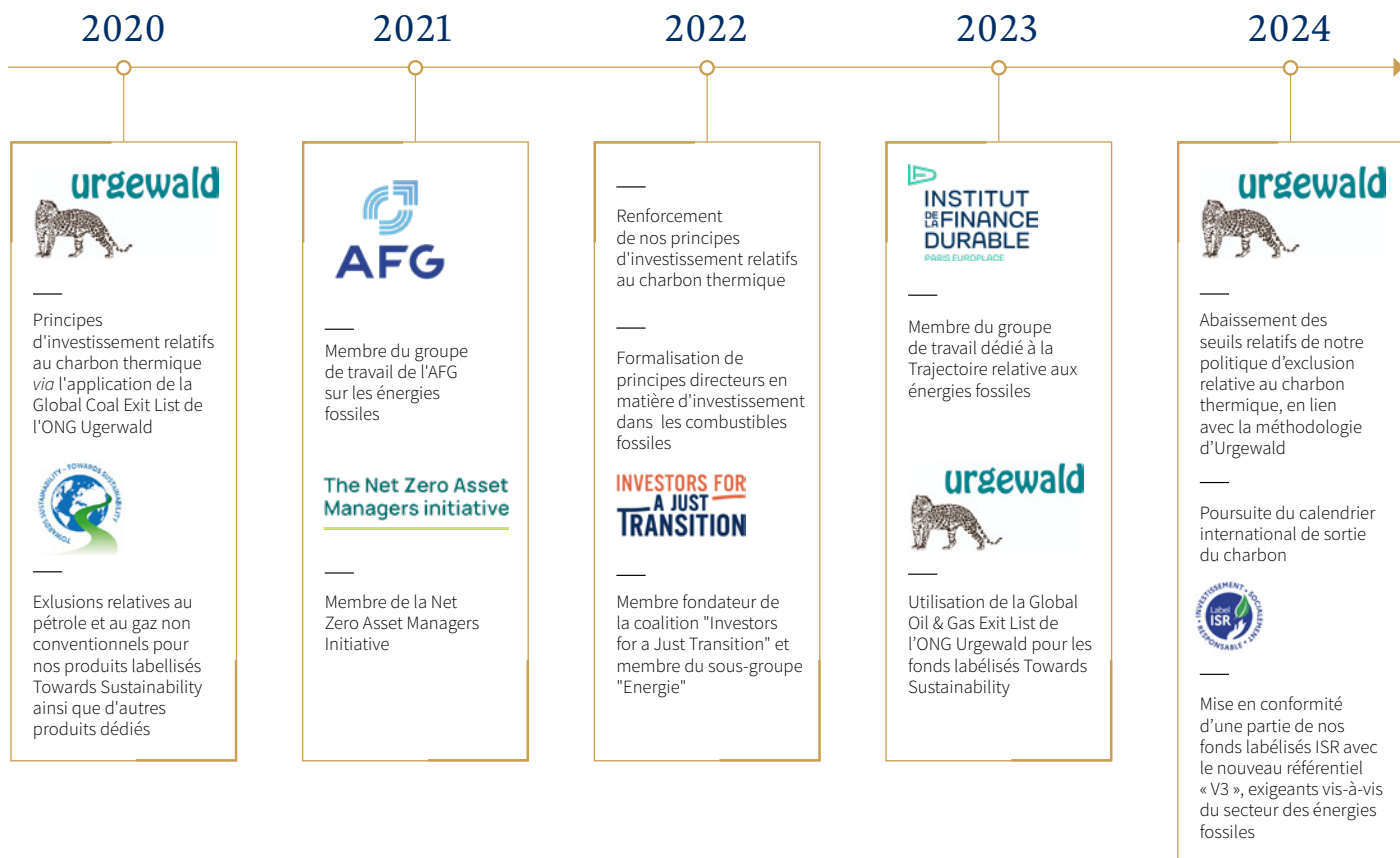 2020
2021
2022
2023
2024
urgewald
Principes
d'investissement relatifs
au charbon thermique
via l'application de la
Global Coal Exit List de
l'ONG Ugerwald
TOWARDS SUSTAINABILITY - TOWARDS SUSTAINABILITY
Exlusions relatives au
pétrole et au gaz non
conventionnels pour
nos produits labellisés
Towards Sustainability
ainsi que d'autres
produits dédiés
AFG
Membre du groupe
de travail de l'AFG
sur les énergies
fossiles
The Net Zero Asset
Managers initiative
Membre de la Net
Zero Asset Managers
Initiative
Renforcement
de nos principes
d'investissement relatifs
au charbon thermique
Formalisation de
principes directeurs en
matière d'investissement
dans les combustibles
fossiles
INVESTORS FOR
A JUST
TRANSITION
Membre fondateur de
la coalition "Investors
for a Just Transition" et
membre du sous-groupe
"Energie"
INSTITUT
DE LA FINANCE
DURABLE
PARIS EUROPLACE
Membre du groupe
de travail dédié à la
Trajectoire relative aux
énergies fossiles
urgewald
Utilisation de la Global
Oil & Gas Exit List de
l’ONG Urgewald pour les
fonds labélisés Towards
Sustainability
urgewald
Abaissement des
seuils relatifs de notre
politique d’exclusion
relative au charbon
thermique, en lien
avec la méthodologie
d’Urgewald
Poursuite du calendrier
international de sortie
du charbon
INVESTISSEMENT • SOCIALEMENT • RESPONSABLE •
Label
ISR
Mise en conformité
d’une partie de nos
fonds labélisés ISR avec
le nouveau référentiel
« V3 », exigeants vis-à-vis
du secteur des énergies
fossiles